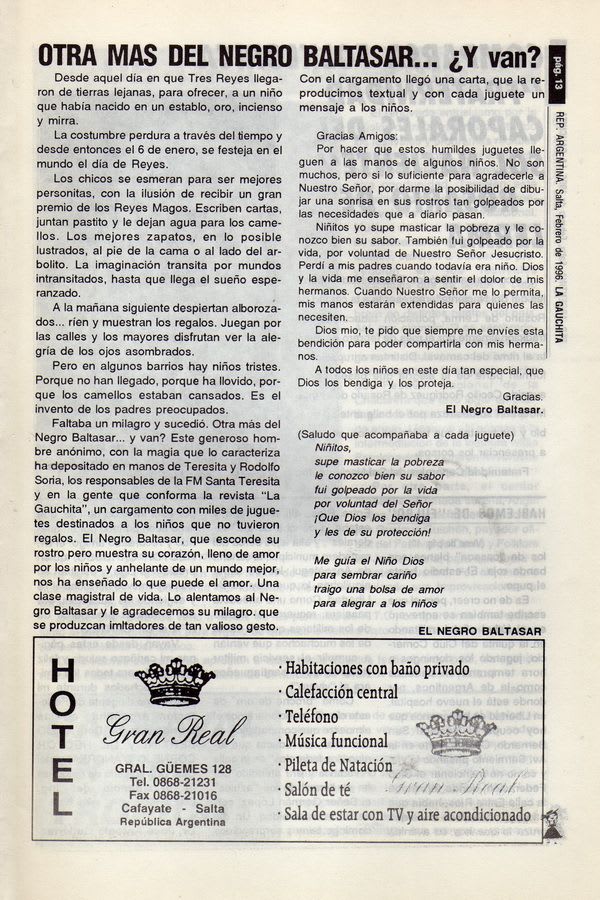 OTRA MAS DEL NEGRO BALTASAR... ¿Y van?
Desde aquel día en que Tres Reyes llega-
ron de tierras lejanas, para ofrecer, a un niño
que había nacido en un establo, oro, incienso
y mirra.
La costumbre perdura a través del tiempo y
desde entonces el 6 de enero, se festeja en el
mundo el día de Reyes.
Los chicos se esmeran para ser mejores
personitas, con la ilusión de recibir un gran
premio de los Reyes Magos. Escriben cartas,
juntan pastito y le dejan agua para los came-
llos. Los mejores zapatos, en lo posible
lustrados, al pie de la cama o al lado del ar-
bolito. La imaginación transita por mundos
intransitados, hasta que llega el sueño espe-
ranzado.
A la mañana siguiente despiertan alboroza-
dos... ríen y muestran los regalos. Juegan por
las calles y los mayores disfrutan ver la ale-
gría de los ojos asombrados.
Pero en algunos barrios hay niños tristes.
Porque no han llegado, porque ha llovido, por-
que los camellos estaban cansados. Es el
invento de los padres preocupados.
Faltaba un milagro y sucedió. Otra más del
Negro Baltasar... y van? Este generoso hom-
bre anónimo, con la magia que lo caracteriza
ha depositado en manos de Teresita y Rodolfo
Soria, los responsables de la FM Santa Teresita
y en la gente que conforma la revista "La
Gauchita", un cargamento con miles de jugue-
tes destinados a los niños que no tuvieron
regalos. El Negro Baltasar, que esconde su
rostro pero muestra su corazón, lleno de amor
por los niños y anhelante de un mundo mejor,
nos ha enseñado lo que puede el amor. Una
clase magistral de vida. Lo alentamos al Ne-
gro Baltasar y le agradecemos su milagro. que
se produzcan imitadores de tan valioso gesto.
Con el cargamento llegó una carta, que la re-
producimos textual y con cada juguete un
mensaje a los niños.
Gracias Amigos:
Por hacer que estos humildes juguetes lle-
guen a las manos de algunos niños. No son
muchos, pero si lo suficiente para agradecerle a
Nuestro Señor, por darme la posibilidad de dibu-
jar una sonrisa en sus rostros tan golpeados por
las necesidades que a diario pasan.
Niñitos yo supe masticar la pobreza y le co-
nozco bien su sabor. También fui golpeado por la
vida, por voluntad de Nuestro Señor Jesucristo.
Perdí a mis padres cuando todavía era niño. Dios
y la vida me enseñaron a sentir el dolor de mis
hermanos. Cuando Nuestro Señor me lo permita,
mis manos estarán extendidas para quienes las
necesiten.
Dios mio, te pido que siempre me envíes esta
bendición para poder compartirla con mis herma-
nos.
A todos los niños en este día tan especial, que
Dios los bendiga y los proteja.
Gracias.
El Negro Baltasar.
(Saludo que acompañaba a cada juguete)
Niñitos,
supe masticar la pobreza
le conozco bien su sabor
fui golpeado por la vida
por voluntad del Señor
¡Que Dios los bendiga
y les de su protección!
Me guía el Niño Dios
para sembrar cariño
traigo una bolsa de amor
para alegrar a los niños
EL NEGRO BALTASAR
pág. 13
REP. ARGENTINA, Salta, Febrero de 1996. LA GAUCHITA
HOTEL
Gran Real
GRAL. GÜEMES 128
Tel. 0868-21231
Fax 0868-21016
Cafayate - Salta
República Argentina
· Habitaciones con baño privado
· Calefacción central
· Teléfono
· Música funcional
· Pileta de Natación
· Salón de té
· Sala de estar con TV y aire acondicionado
Gran Real